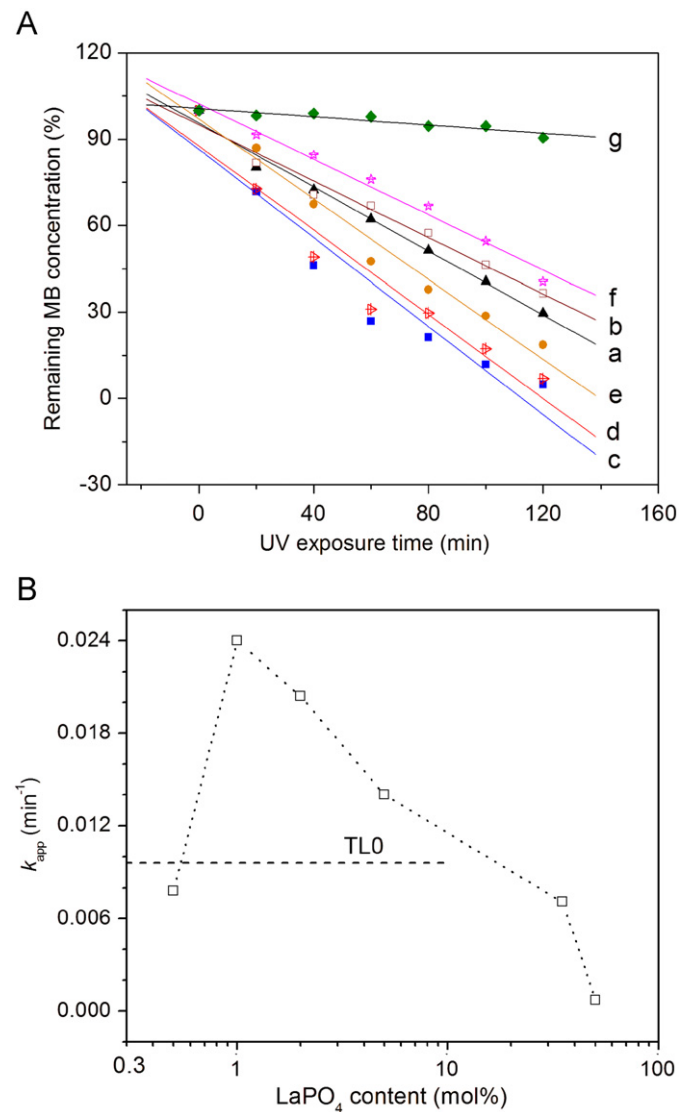 A
Remaining MB concentration (%)
120
90
60
30
0
-30
0 40 80 120 160
UV exposure time (min)
g
f
b
a
e
d
c
B
k_app (min⁻¹)
0.024
0.018
0.012
0.006
0.000
TL0
0.3 1 10 100
LaPO₄ content (mol%)